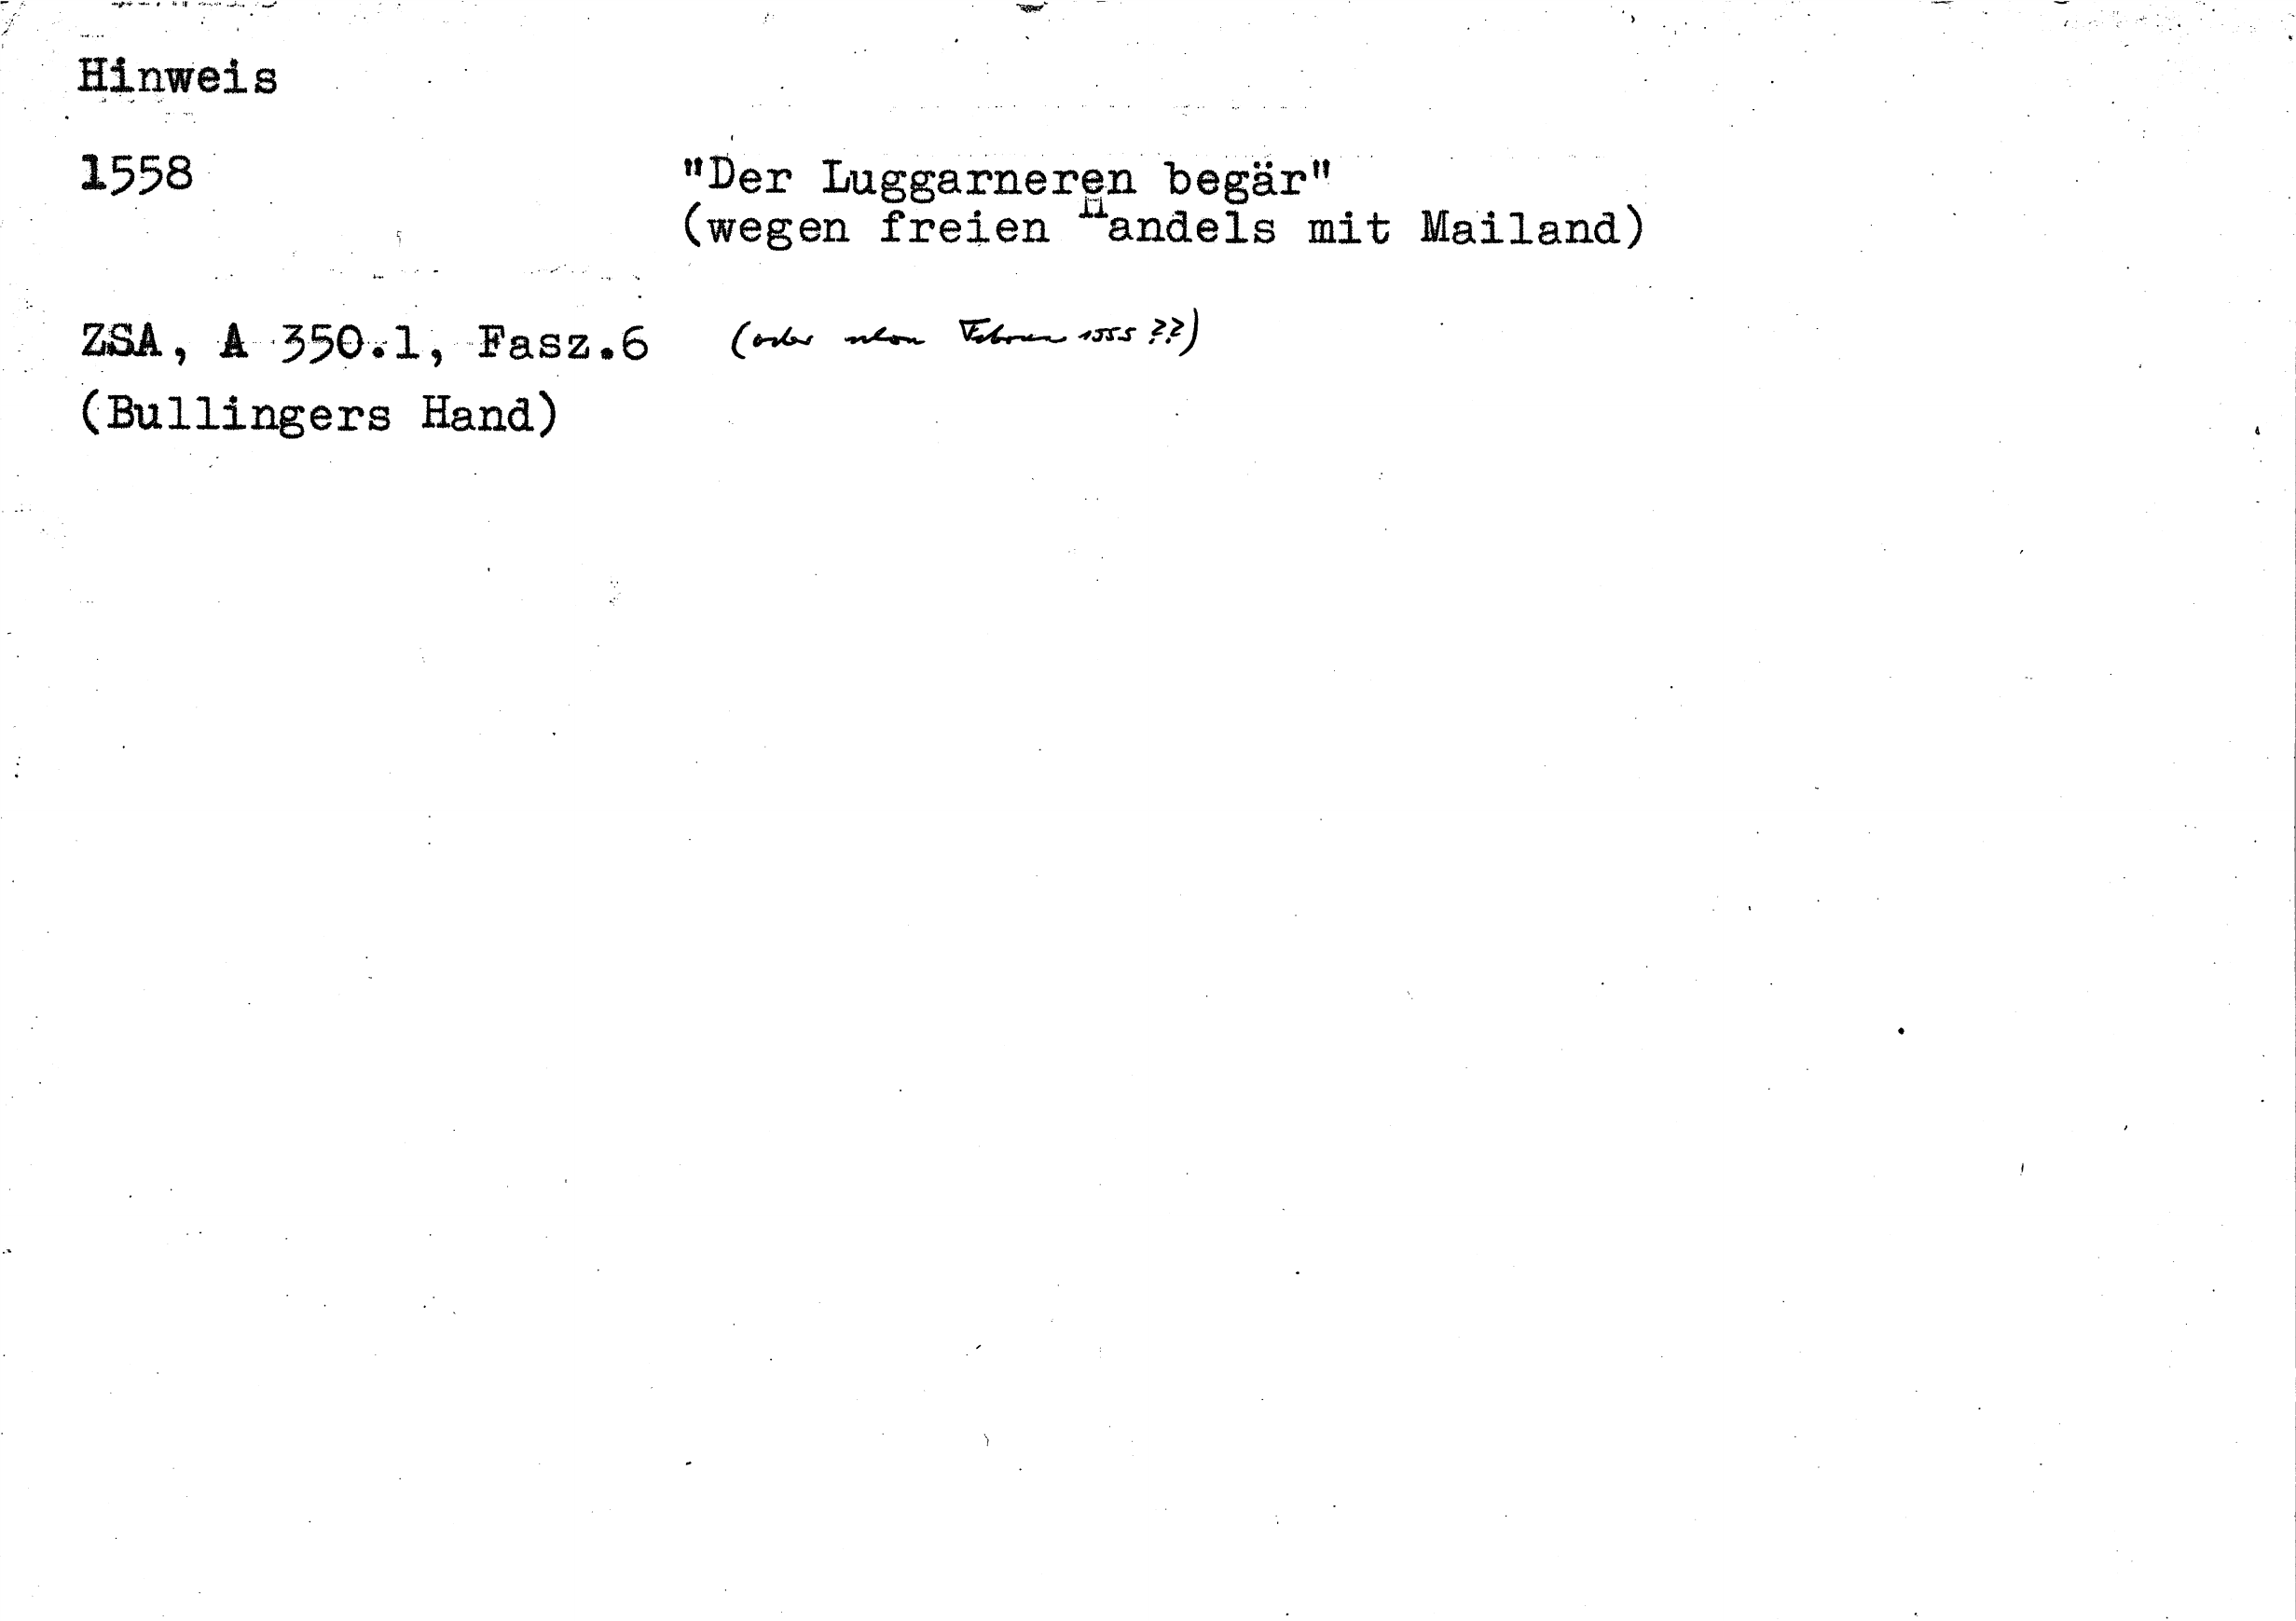 Hinweis
1558
"Der Luggarneren begär"
(wegen freien Handels mit Mailand)
ZSA, A 350.1, Fasz.6 (oder schon Februar 1555 ??)
(Bullingers Hand)